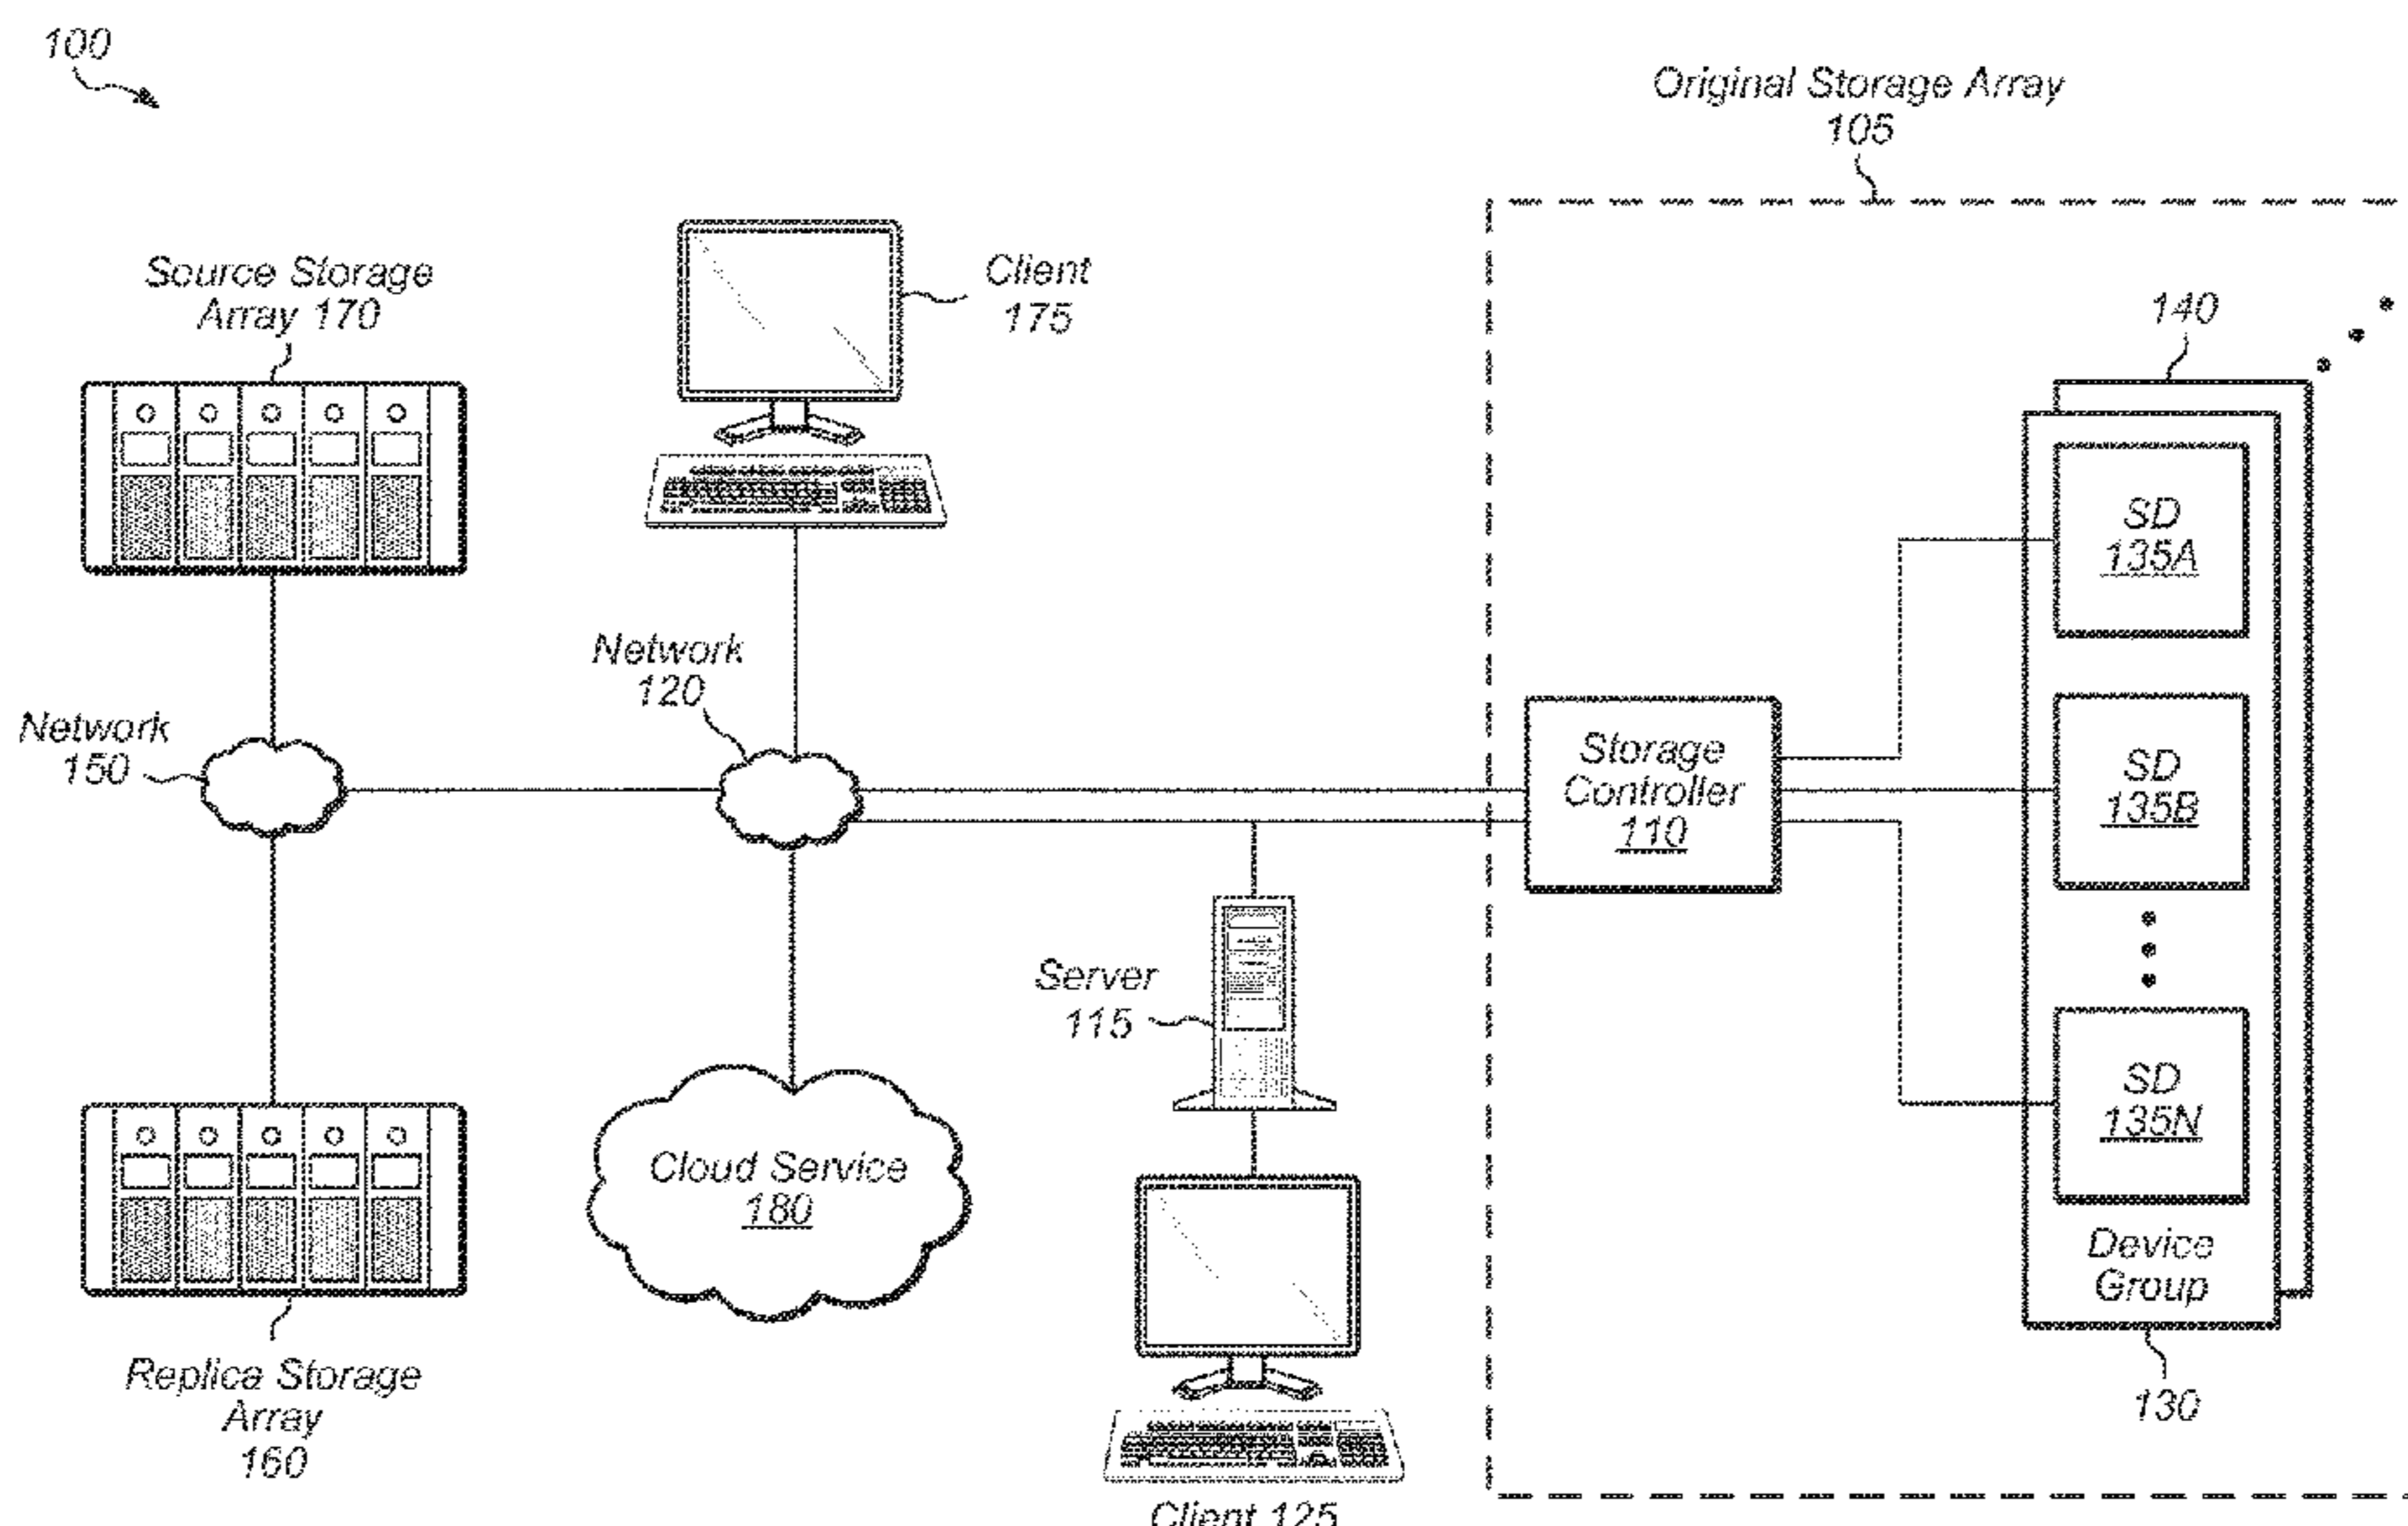 100
Original Storage Array
105
Source Storage
Array 170
Client
175
140
SD
135A
Network
120
Network
150
Storage
Controller
110
SD
135B
Server
115
SD
135N
Cloud Service
180
Device
Group
Replica Storage
Array
160
130
Client 125